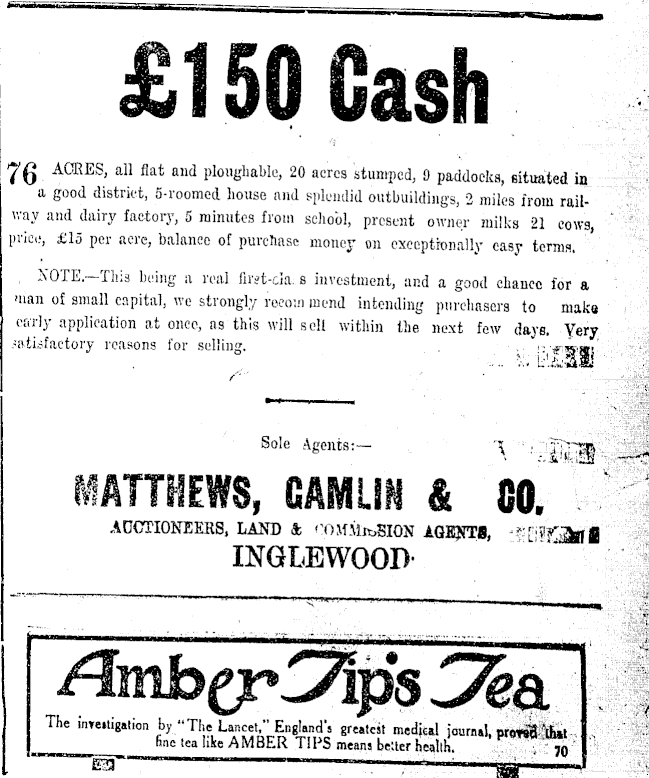 £150 Cash
76 ACRES, all flat and ploughable, 20 acres stumped, 9 paddocks, situated in
a good district, 5-roomed house and splendid outbuildings, 2 miles from rail-
way and dairy factory, 5 minutes from school, present owner milks 21 cows,
price, £15 per acre, balance of purchase money on exceptionally easy terms.
NOTE.—This being a real first-clas s investment, and a good chance for a
man of small capital, we strongly recommend intending purchasers to make
early application at once, as this will sell within the next few days. Very
satisfactory reasons for selling.
Sole Agents:—
MATTHEWS, GAMLIN & CO.
AUCTIONEERS, LAND & COMMISSION AGENTS,
INGLEWOOD.
Amber Tips Tea
The investigation by "The Lancet," England's greatest medical journal, proved that
fine tea like AMBER TIPS means better health. 70